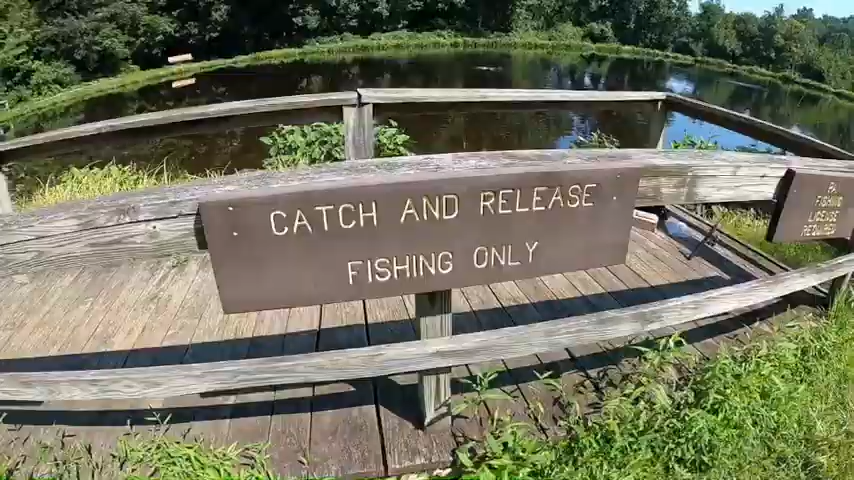 CATCH AND RELEASE
FISHING ONLY
PA
FISHING
LICENSE
REQUIRED